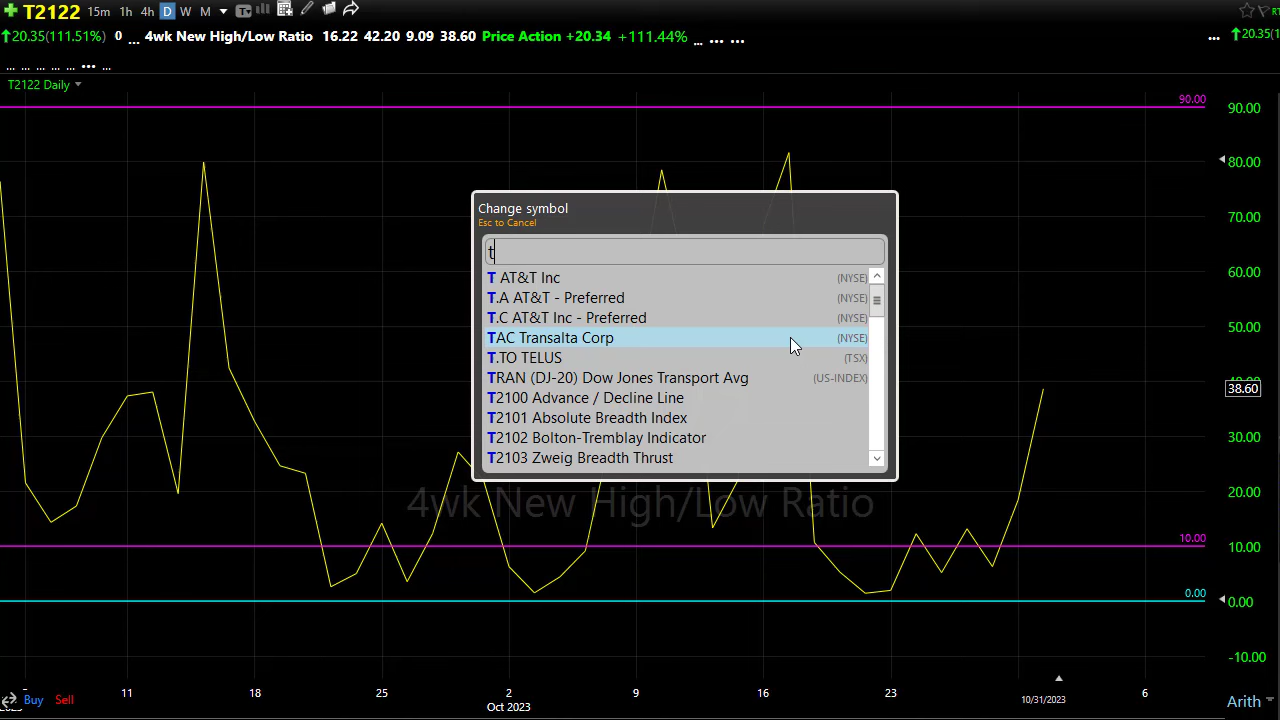 T2122 15m 1h 4h D W M
20.35(111.51%) 0 ... 4wk New High/Low Ratio 16.22 42.20 9.09 38.60 Price Action +20.34 +111.44% ... ... ... ... 20.35(1
... ... ... ... ... ... ...
T2122 Daily
90.00
90.00
80.00
70.00
60.00
50.00
40.00
38.60
30.00
20.00
10.00
10.00
0.00
0.00
-10.00
Change symbol
Esc to Cancel
t
T AT&T Inc (NYSE)
T.A AT&T - Preferred (NYSE)
T.C AT&T Inc - Preferred (NYSE)
TAC Transalta Corp (NYSE)
T.TO TELUS (TSX)
TRAN (DJ-20) Dow Jones Transport Avg (US-INDEX)
T2100 Advance / Decline Line
T2101 Absolute Breadth Index
T2102 Bolton-Tremblay Indicator
T2103 Zweig Breadth Thrust
4wk New High/Low Ratio
Buy Sell 11 18 25 2 9 16 23 10/31/2023 6
Oct 2023
Arith